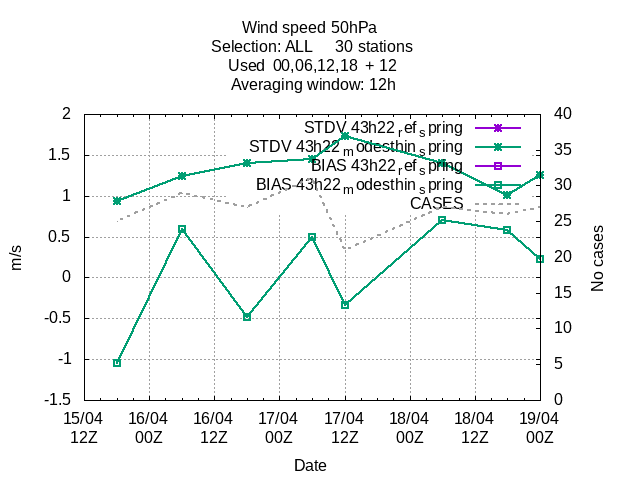 Wind speed 50hPa
Selection: ALL 30 stations
Used 00,06,12,18 + 12
Averaging window: 12h
STDV 43h22_ref_spring
STDV 43h22_modesthin_spring
BIAS 43h22_ref_spring
BIAS 43h22_modesthin_spring
CASES
2
1.5
1
0.5
0
-0.5
-1
-1.5
m/s
40
35
30
25
20
15
10
5
0
No cases
15/04 16/04 16/04 17/04 17/04 18/04 18/04 19/04
12Z 00Z 12Z 00Z 12Z 00Z 12Z 00Z
Date